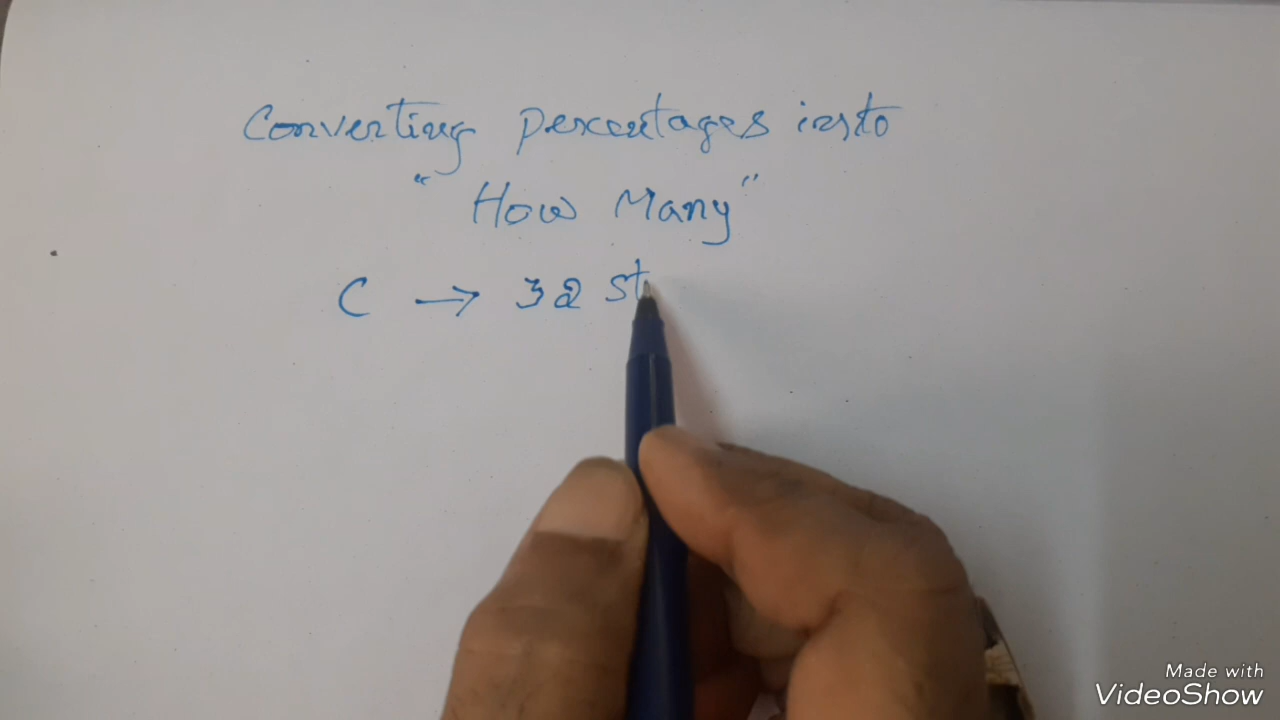 Converting percentages into
"How Many"
C → 32 st
Made with
VideoShow